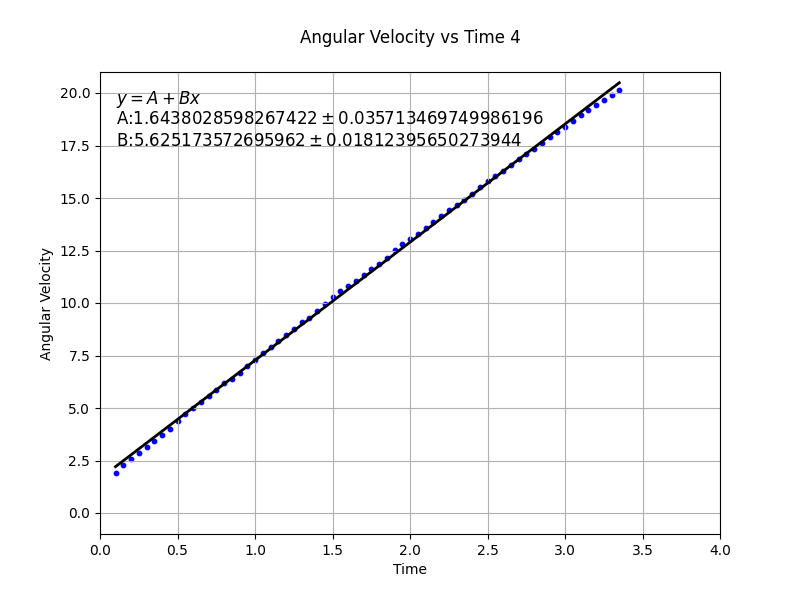 Angular Velocity vs Time 4
y = A + Bx
A:1.6438028598267422 ± 0.035713469749986196
B:5.625173572695962 ± 0.01812395650273944
20.0
17.5
15.0
12.5
10.0
7.5
5.0
2.5
0.0
Angular Velocity
0.0 0.5 1.0 1.5 2.0 2.5 3.0 3.5 4.0
Time